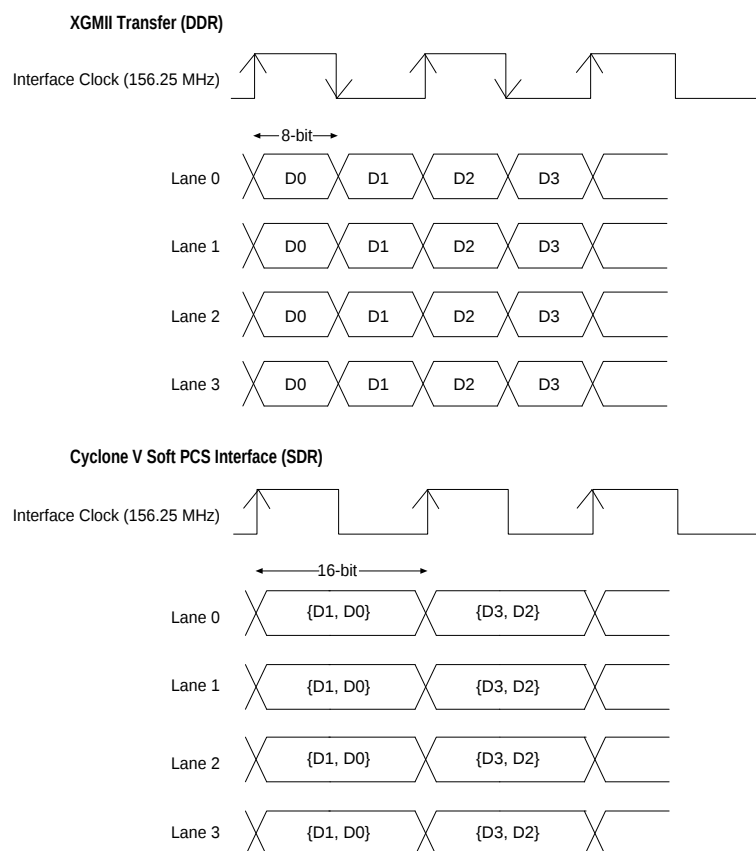 XGMII Transfer (DDR)
Interface Clock (156.25 MHz)
8-bit
Lane 0 D0 D1 D2 D3
Lane 1 D0 D1 D2 D3
Lane 2 D0 D1 D2 D3
Lane 3 D0 D1 D2 D3
Cyclone V Soft PCS Interface (SDR)
Interface Clock (156.25 MHz)
16-bit
Lane 0 {D1, D0} {D3, D2}
Lane 1 {D1, D0} {D3, D2}
Lane 2 {D1, D0} {D3, D2}
Lane 3 {D1, D0} {D3, D2}